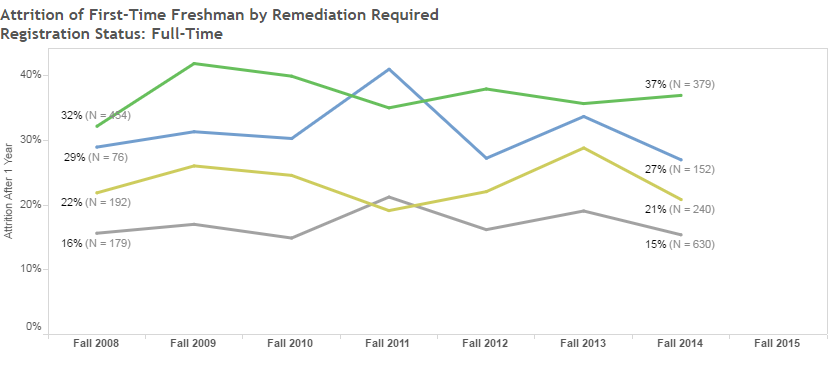 Attrition of First-Time Freshman by Remediation Required
Registration Status: Full-Time
Attrition After 1 Year
40%
30%
20%
10%
0%
32% (N = 454)
29% (N = 76)
22% (N = 192)
16% (N = 179)
37% (N = 379)
27% (N = 152)
21% (N = 240)
15% (N = 630)
Fall 2008 Fall 2009 Fall 2010 Fall 2011 Fall 2012 Fall 2013 Fall 2014 Fall 2015